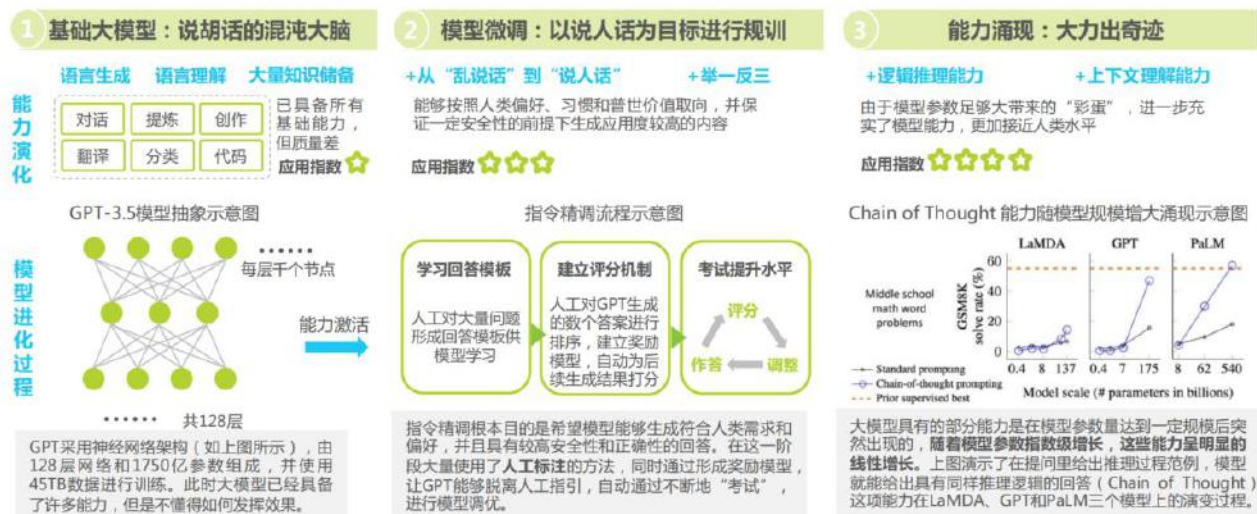 1 基础大模型：说胡话的混沌大脑
能力演化
语言生成 语言理解 大量知识储备
对话 提炼 创作
翻译 分类 代码
已具备所有
基础能力，
但质量差
应用指数
模型进化过程
GPT-3.5模型抽象示意图
······
每层千个节点
······ 共128层
能力激活
GPT采用神经网络架构（如上图所示），由
128层网络和1750亿参数组成，并使用
45TB数据进行训练。此时大模型已经具备
了许多能力，但是不懂得如何发挥效果。
2 模型微调：以说人话为目标进行规训
+从“乱说话”到“说人话” +举一反三
能够按照人类偏好、习惯和普世价值取向，并保
证一定安全性的前提下生成应用度较高的内容
应用指数
指令精调流程示意图
学习回答模板
人工对大量问题
形成回答模板供
模型学习
建立评分机制
人工对GPT生成
的数个答案进行
排序，建立奖励
模型，自动为后
续生成结果打分
考试提升水平
评分
作答 调整
指令精调根本目的是希望模型能够生成符合人类需求和
偏好，并且具有较高安全性和正确性的回答。在这一阶
段大量使用了人工标注的方法，同时通过形成奖励模型，
让GPT能够脱离人工指引，自动通过不断地“考试”，
进行模型调优。
3 能力涌现：大力出奇迹
+逻辑推理能力 +上下文理解能力
由于模型参数足够大带来的“彩蛋”，进一步充
实了模型能力，更加接近人类水平
应用指数
Chain of Thought 能力随模型规模增大涌现示意图
LaMDA GPT PaLM
Middle school
math word
problems
GSM8K
solve rate (%)
60
40
20
0
0.4 8 137 0.4 7 175 8 62 540
Model scale (# parameters in billions)
Standard prompting
Chain-of-thought prompting
Prior supervised best
大模型具有的部分能力是在模型参数量达到一定规模后突
然出现的，随着模型参数指数级增长，这些能力呈明显的
线性增长。上图演示了在提问里给出推理过程范例，模型
就能给出具有同样推理逻辑的回答（Chain of Thought）
这项能力在LaMDA、GPT和PaLM三个模型上的演变过程。